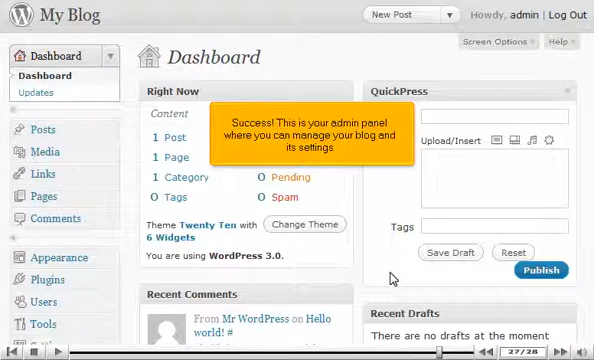 My Blog
New Post
Howdy, admin | Log Out
Screen Options
Help
Dashboard
Dashboard
Updates
Posts
Media
Links
Pages
Comments
Appearance
Plugins
Users
Tools
Dashboard
Right Now
Content
1 Post
1 Page
1 Category
0 Tags
0 Pending
0 Spam
Success! This is your admin panel
where you can manage your blog and
its settings
Theme Twenty Ten with
6 Widgets
Change Theme
You are using WordPress 3.0.
Recent Comments
From Mr WordPress on Hello
world! #
QuickPress
Upload/Insert
Tags
Save Draft
Reset
Publish
Recent Drafts
There are no drafts at the moment
27/28